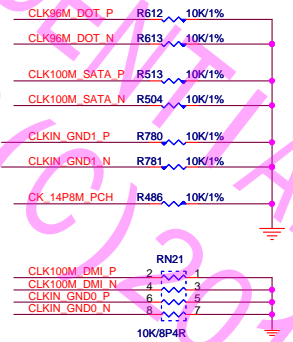 CLK96M_DOT_P R612 10K/1%
CLK96M_DOT_N R613 10K/1%
CLK100M_SATA_P R513 10K/1%
CLK100M_SATA_N R504 10K/1%
CLKIN_GND1_P R780 10K/1%
CLKIN_GND1_N R781 10K/1%
CK_14P8M_PCH R486 10K/1%
RN21
CLK100M_DMI_P 2 1
CLK100M_DMI_N 4 3
CLKIN_GND0_P 6 5
CLKIN_GND0_N 8 7
10K/8P4R